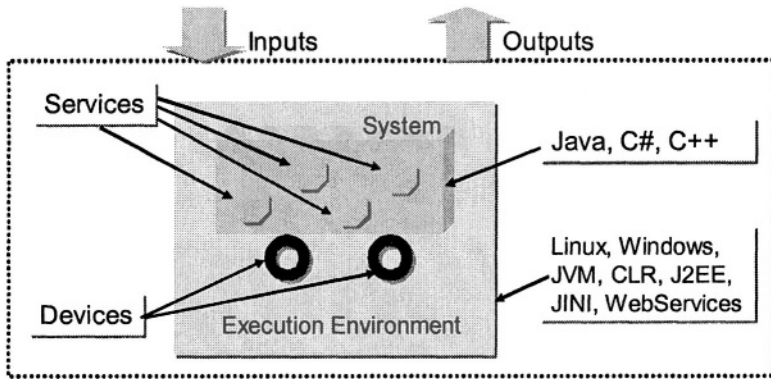 Inputs
Outputs
Services
System
Java, C#, C++
Linux, Windows,
JVM, CLR, J2EE,
JINI, WebServices
Devices
Execution Environment